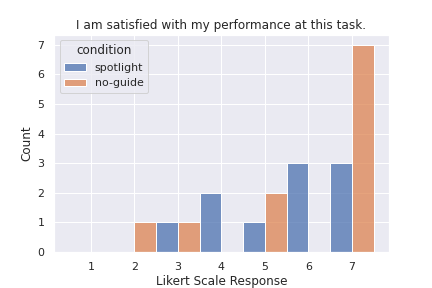 I am satisfied with my performance at this task.
condition
spotlight
no-guide
Count
7
6
5
4
3
2
1
0
1 2 3 4 5 6 7
Likert Scale Response